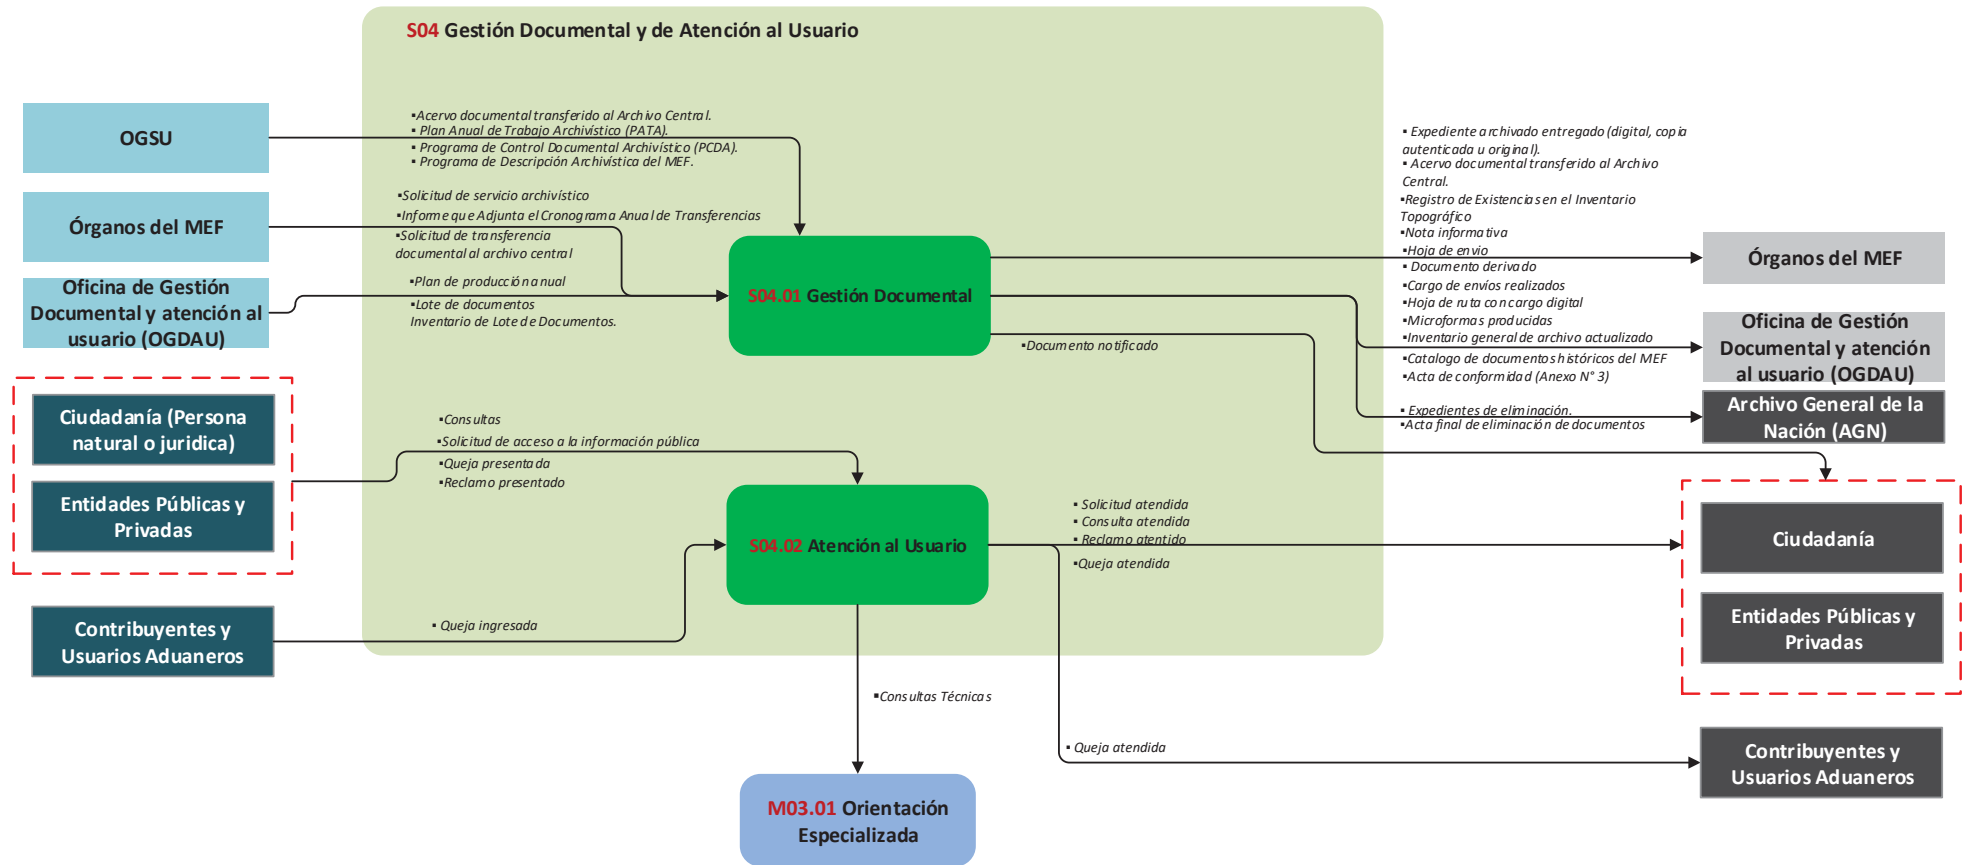 S04 Gestión Documental y de Atención al Usuario
OGSU
▪Acervo documental transferido al Archivo Central.
▪ Plan Anual de Trabajo Archivístico (PATA).
▪ Programa de Control Documental Archivístico (PCDA).
▪ Programa de Descripción Archivística del MEF.
Órganos del MEF
▪Solicitud de servicio archivístico
▪Informe que Adjunta el Cronograma Anual de Transferencias
▪Solicitud de transferencia
documental al archivo central
Oficina de Gestión
Documental y atención al
usuario (OGDAU)
▪Plan de producción anual
▪Lote de documentos
Inventario de Lote de Documentos.
S04.01 Gestión Documental
▪Documento notificado
▪ Expediente archivado entregado (digital, copia
autenticada u original).
▪ Acervo documental transferido al Archivo
Central.
▪Registro de Existencias en el Inventario
Topográfico
▪Nota informativa
▪Hoja de envio
▪ Documento derivado
▪Cargo de envíos realizados
▪Hoja de ruta con cargo digital
▪Microformas producidas
▪Inventario general de archivo actualizado
▪Catalogo de documentos históricos del MEF
▪Acta de conformidad (Anexo N° 3)
▪ Expedientes de eliminación.
▪Acta final de eliminación de documentos
Órganos del MEF
Oficina de Gestión
Documental y atención
al usuario (OGDAU)
Archivo General de la
Nación (AGN)
Ciudadanía (Persona
natural o juridica)
Entidades Públicas y
Privadas
▪Consultas
▪Solicitud de acceso a la información pública
▪Queja presentada
▪Reclamo presentado
Contribuyentes y
Usuarios Aduaneros
▪ Queja ingresada
S04.02 Atención al Usuario
▪ Solicitud atendida
▪ Consulta atendida
▪ Reclamo atentido
▪Queja atendida
Ciudadanía
Entidades Públicas y
Privadas
▪Consultas Técnicas
▪ Queja atendida
Contribuyentes y
Usuarios Aduaneros
M03.01 Orientación
Especializada